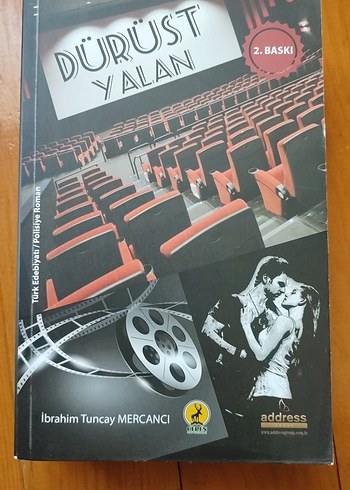 DÜRÜST
YALAN
2. BASKI
Türk Edebiyatı / Polisiye Roman
İbrahim Tuncay MERCANCI
address